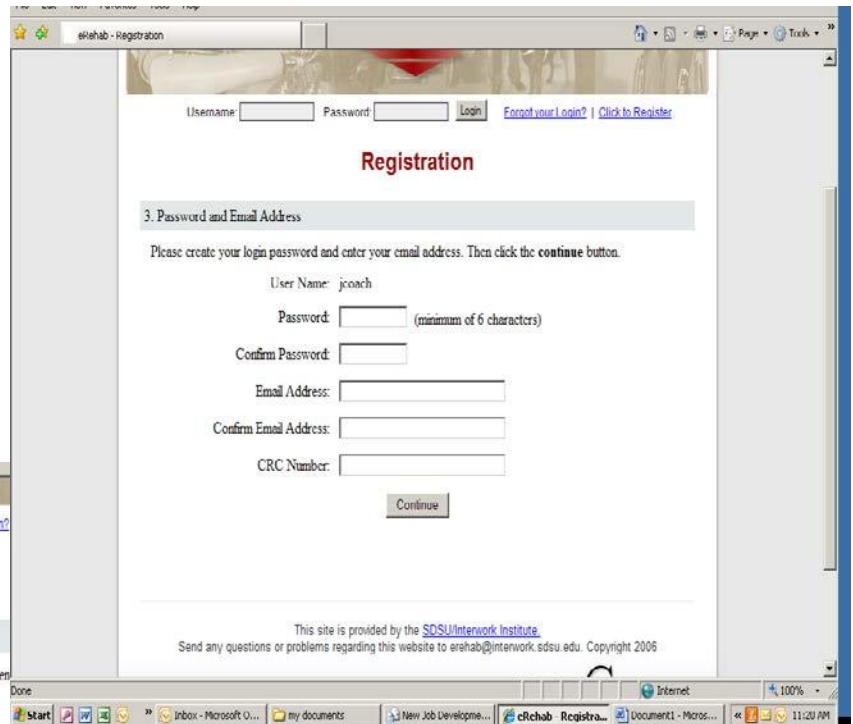 eRehab - Registration
Page Tools
Username: Password: Login Forgot your Login? | Click to Register
Registration
3. Password and Email Address
Please create your login password and enter your email address. Then click the continue button.
User Name: jcoach
Password: (minimum of 6 characters)
Confirm Password:
Email Address:
Confirm Email Address:
CRC Number:
Continue
This site is provided by the SDSU/Interwork Institute.
Send any questions or problems regarding this website to erehab@interwork.sdsu.edu. Copyright 2006
Done Internet 100%
Start Inbox - Microsoft O... my documents New Job Developme... eRehab - Registra... Document1 - Micros... 11:20 AM